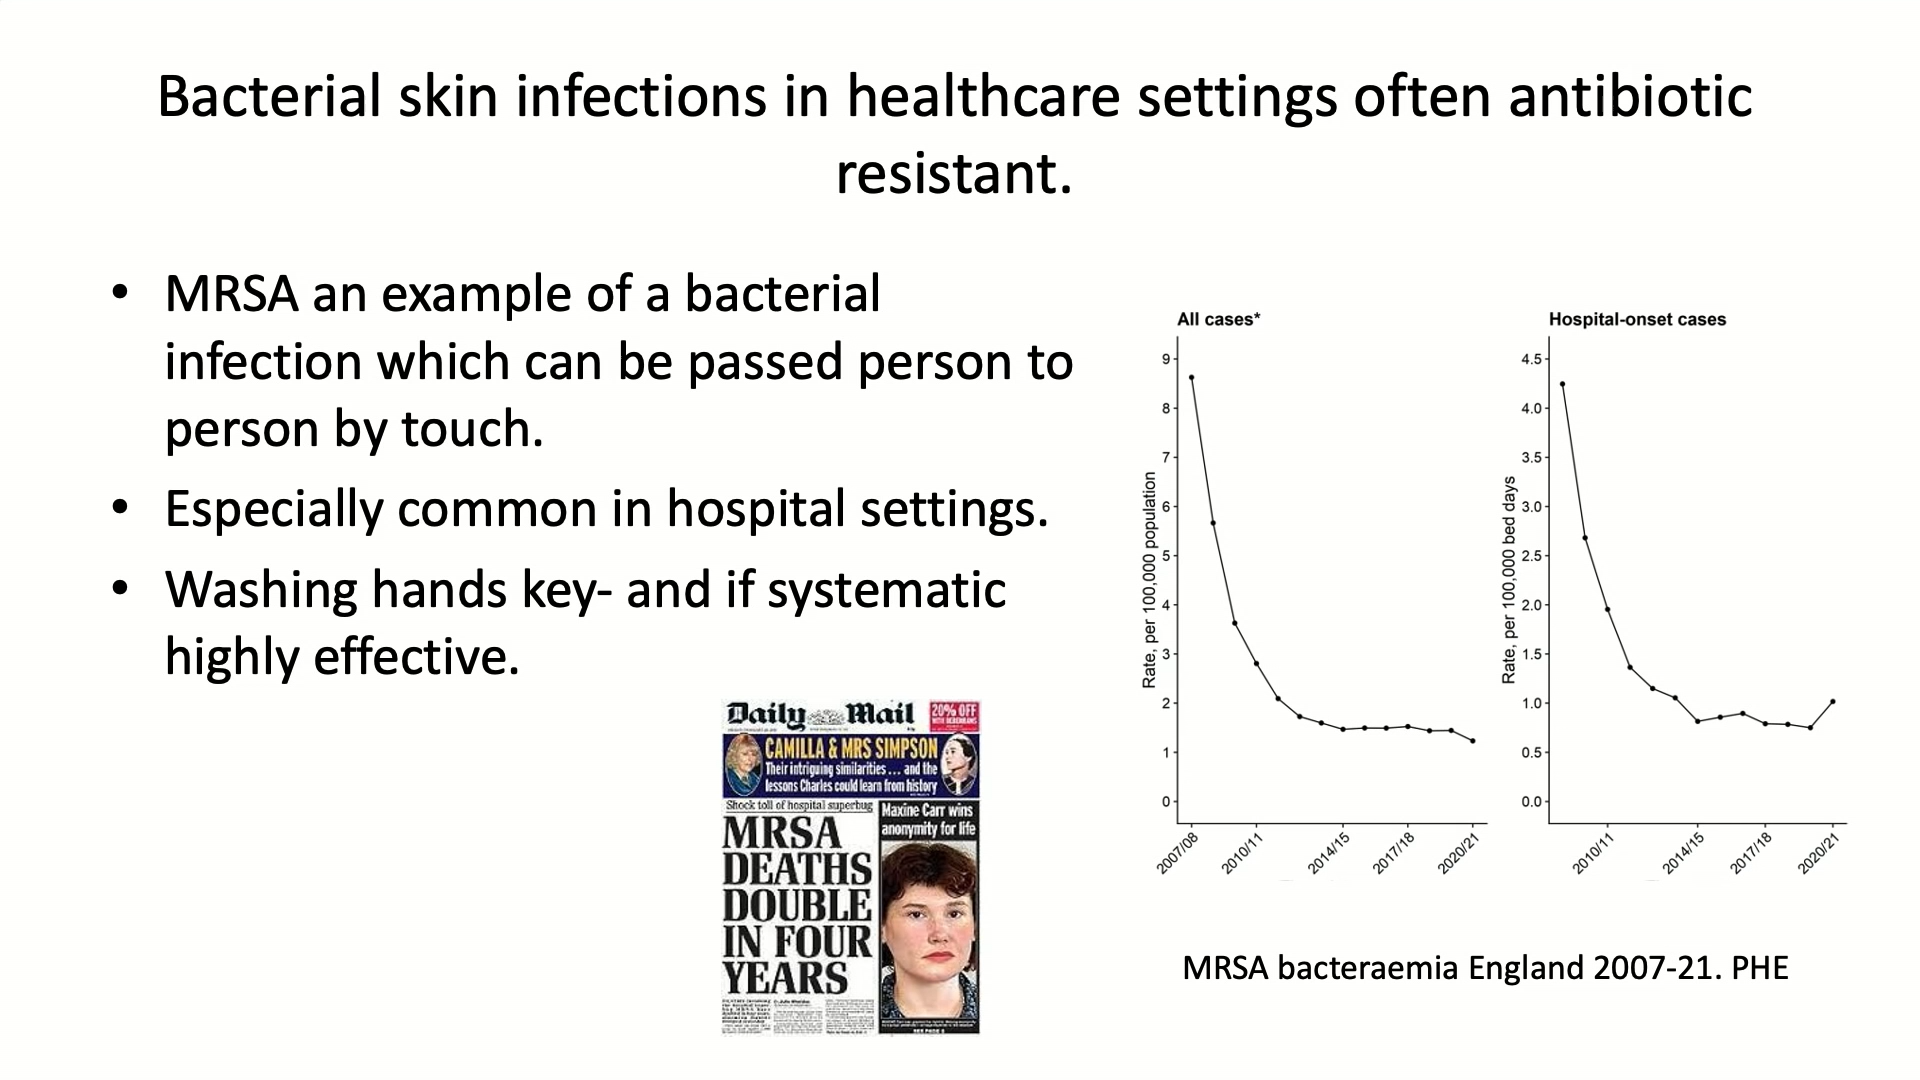 Bacterial skin infections in healthcare settings often antibiotic
resistant.
• MRSA an example of a bacterial
infection which can be passed person to
person by touch.
• Especially common in hospital settings.
• Washing hands key- and if systematic
highly effective.
Daily Mail
20% OFF
WITH DEBENHAMS
CAMILLA & MRS SIMPSON
Their intriguing similarities ... and the
lessons Charles could learn from history
Shock toll of hospital superbug
MRSA
DEATHS
DOUBLE
IN FOUR
YEARS
Maxine Carr wins
anonymity for life
SEE PAGE 5
All cases*
Rate, per 100,000 population
9
8
7
6
5
4
3
2
1
0
2007/08
2010/11
2014/15
2017/18
2020/21
Hospital-onset cases
Rate, per 100,000 bed days
4.5
4.0
3.5
3.0
2.5
2.0
1.5
1.0
0.5
0.0
2010/11
2014/15
2017/18
2020/21
MRSA bacteraemia England 2007-21. PHE